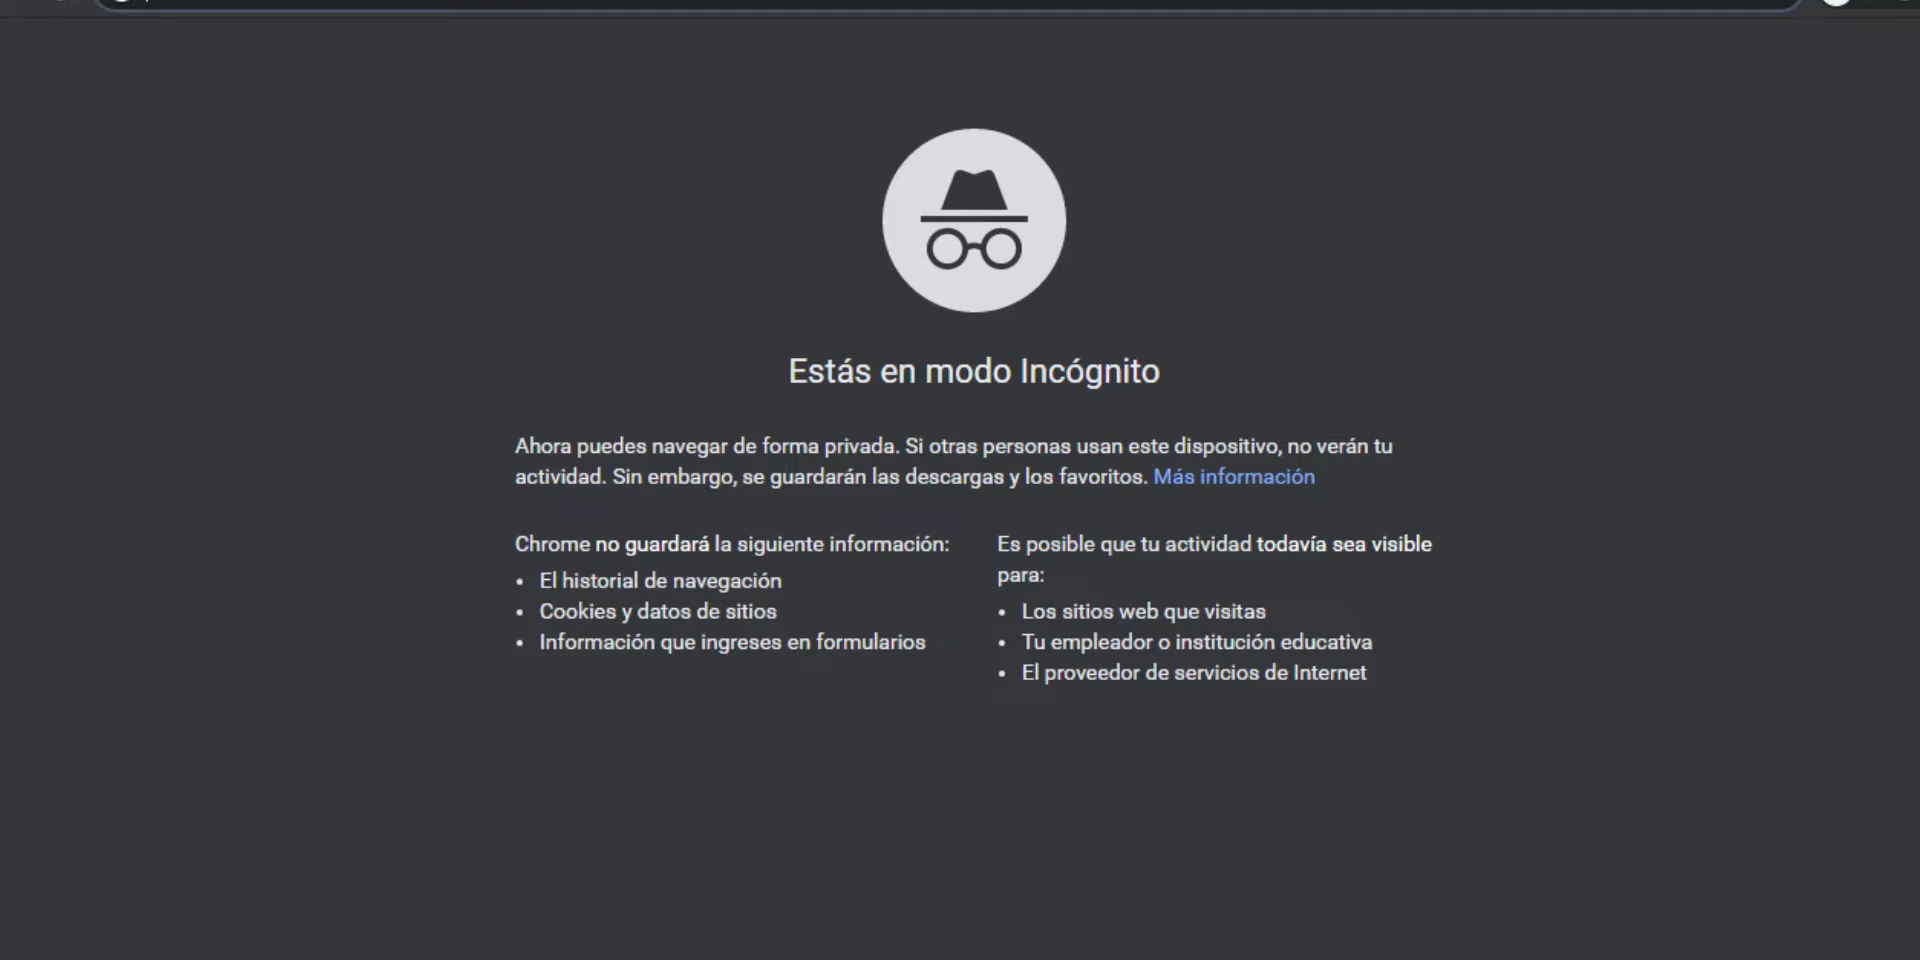 Estás en modo Incógnito
Ahora puedes navegar de forma privada. Si otras personas usan este dispositivo, no verán tu
actividad. Sin embargo, se guardarán las descargas y los favoritos. Más información
Chrome no guardará la siguiente información:
• El historial de navegación
• Cookies y datos de sitios
• Información que ingreses en formularios
Es posible que tu actividad todavía sea visible
para:
• Los sitios web que visitas
• Tu empleador o institución educativa
• El proveedor de servicios de Internet